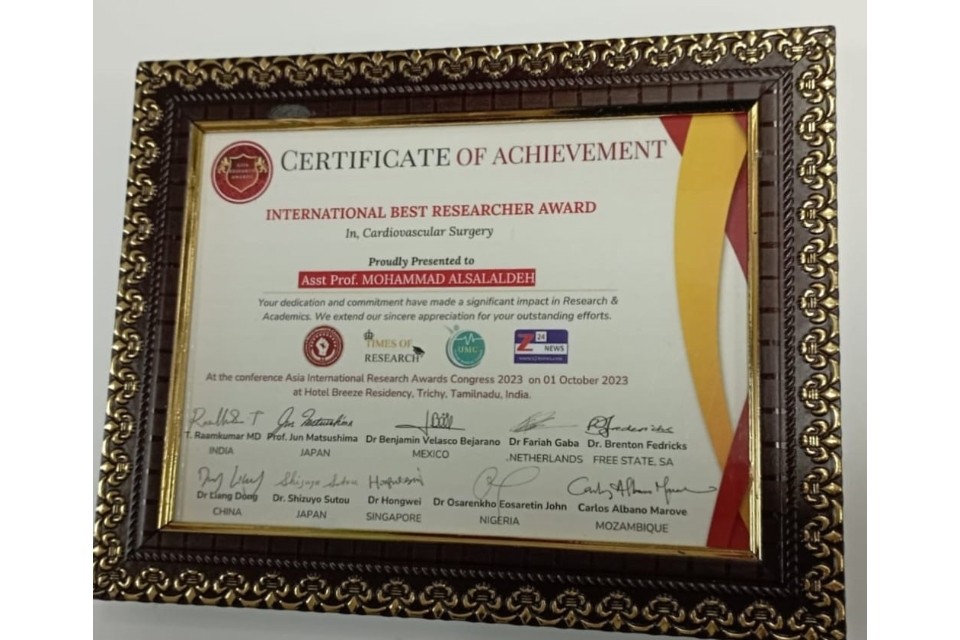 ASIA
RESEARCH
AWARDS
CERTIFICATE OF ACHIEVEMENT
INTERNATIONAL BEST RESEARCHER AWARD
In, Cardiovascular Surgery
Proudly Presented to
Asst Prof. MOHAMMAD ALSALALDEH
Your dedication and commitment have made a significant impact in Research &
Academics. We extend our sincere appreciation for your outstanding efforts.
TIMES OF
RESEARCH
OMC
Z 24
NEWS
At the conference Asia International Research Awards Congress 2023 on 01 October 2023
at Hotel Breeze Residency, Trichy, Tamilnadu, India.
T. Raamkumar MD Prof. Jun Matsushima Dr Benjamin Velasco Bejarano Dr Fariah Gaba Dr. Brenton Fedricks
INDIA JAPAN MEXICO .NETHERLANDS FREE STATE, SA
Dr Liang Dong Dr. Shizuyo Sutou Dr Hongwei Dr Osarenkho Eosaretin John Carlos Albano Marove
CHINA JAPAN SINGAPORE NIGERIA MOZAMBIQUE